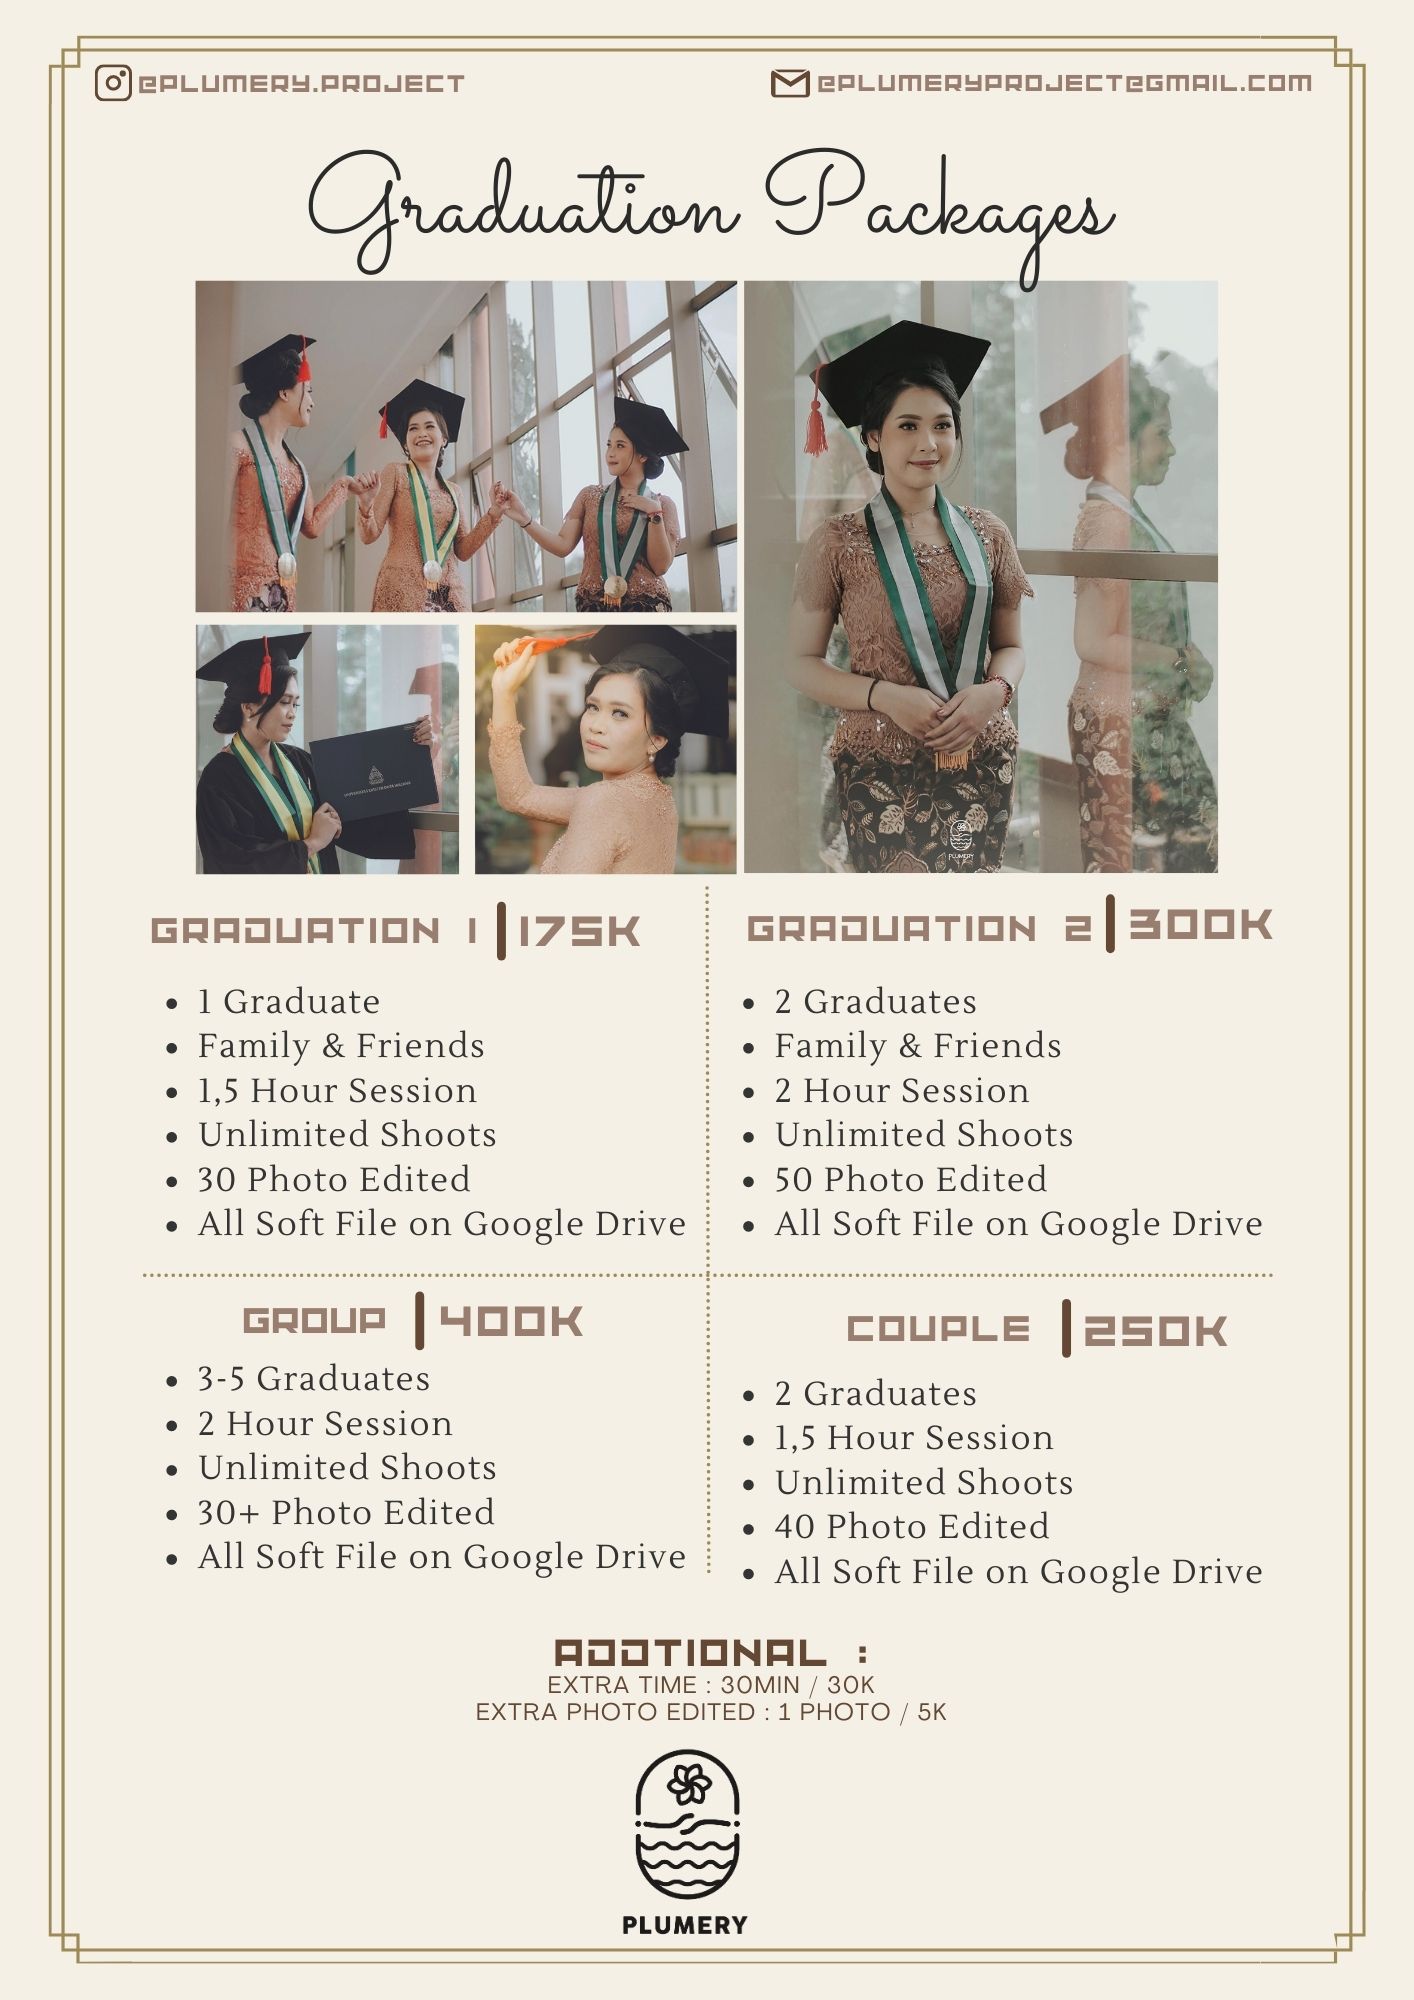 @PLUMERY.PROJECT
@PLUMERYPROJECT@GMAIL.COM
Graduation Packages
PLUMERY
GRADUATION 1 | 175K
1 Graduate
Family & Friends
1,5 Hour Session
Unlimited Shoots
30 Photo Edited
All Soft File on Google Drive
GRADUATION 2 | 300K
2 Graduates
Family & Friends
2 Hour Session
Unlimited Shoots
50 Photo Edited
All Soft File on Google Drive
GROUP | 400K
3-5 Graduates
2 Hour Session
Unlimited Shoots
30+ Photo Edited
All Soft File on Google Drive
COUPLE | 250K
2 Graduates
1,5 Hour Session
Unlimited Shoots
40 Photo Edited
All Soft File on Google Drive
ADDTIONAL :
EXTRA TIME : 30MIN / 30K
EXTRA PHOTO EDITED : 1 PHOTO / 5K
PLUMERY